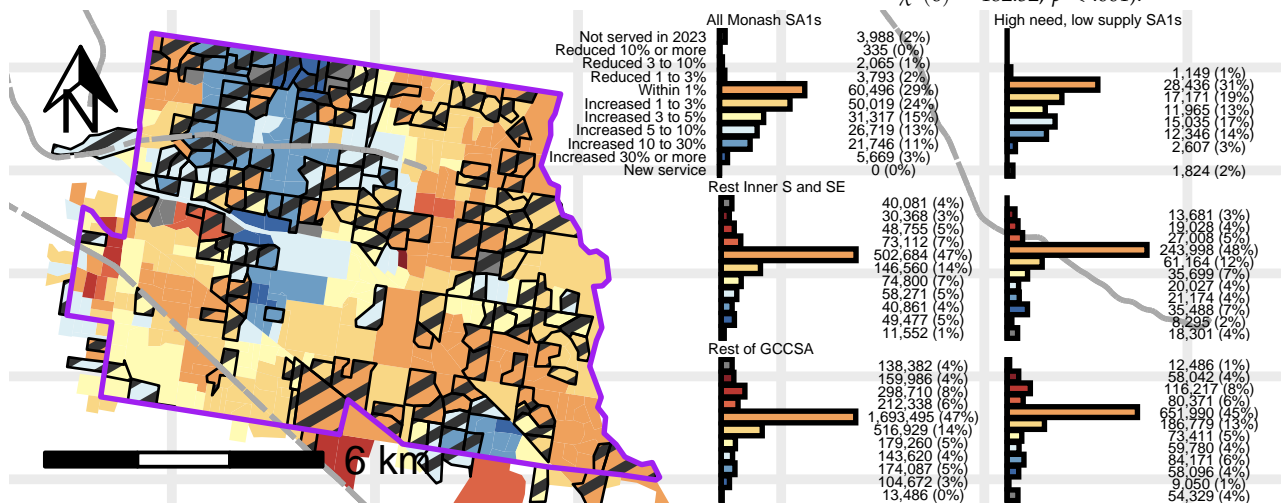 All Monash SA1s High need, low supply SA1s
Not served in 2023 3,988 (2%)
Reduced 10% or more 335 (0%)
Reduced 3 to 10% 2,065 (1%)
Reduced 1 to 3% 3,793 (2%) 1,149 (1%)
Within 1% 60,496 (29%) 28,436 (31%)
Increased 1 to 3% 50,019 (24%) 17,171 (19%)
Increased 3 to 5% 31,317 (15%) 11,965 (13%)
Increased 5 to 10% 26,719 (13%) 15,035 (17%)
Increased 10 to 30% 21,746 (11%) 12,346 (14%)
Increased 30% or more 5,669 (3%) 2,607 (3%)
New service 0 (0%) 1,824 (2%)
Rest Inner S and SE
40,081 (4%)
30,368 (3%) 13,681 (3%)
48,755 (5%) 19,028 (4%)
73,112 (7%) 27,008 (5%)
502,684 (47%) 243,998 (48%)
146,560 (14%) 61,164 (12%)
74,800 (7%) 35,699 (7%)
58,271 (5%) 20,027 (4%)
40,861 (4%) 21,174 (4%)
49,477 (5%) 35,488 (7%)
11,552 (1%) 8,295 (2%)
18,301 (4%)
Rest of GCCSA
138,382 (4%) 12,486 (1%)
159,986 (4%) 58,042 (4%)
298,710 (8%) 116,217 (8%)
212,338 (6%) 80,371 (6%)
1,693,495 (47%) 651,990 (45%)
516,929 (14%) 186,779 (13%)
179,260 (5%) 73,411 (5%)
143,620 (4%) 59,780 (4%)
174,087 (5%) 84,171 (6%)
104,672 (3%) 58,096 (4%)
13,486 (0%) 9,050 (1%)
54,329 (4%)
N
6 km